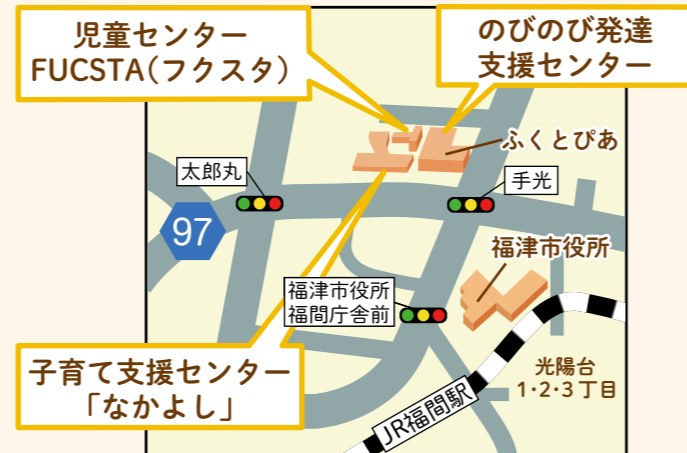 児童センター
FUCSTA(フクスタ)
のびのび発達
支援センター
ふくとぴあ
太郎丸
手光
97
福津市役所
福津市役所
福間庁舎前
子育て支援センター
「なかよし」
光陽台
1・2・3丁目
JR福間駅